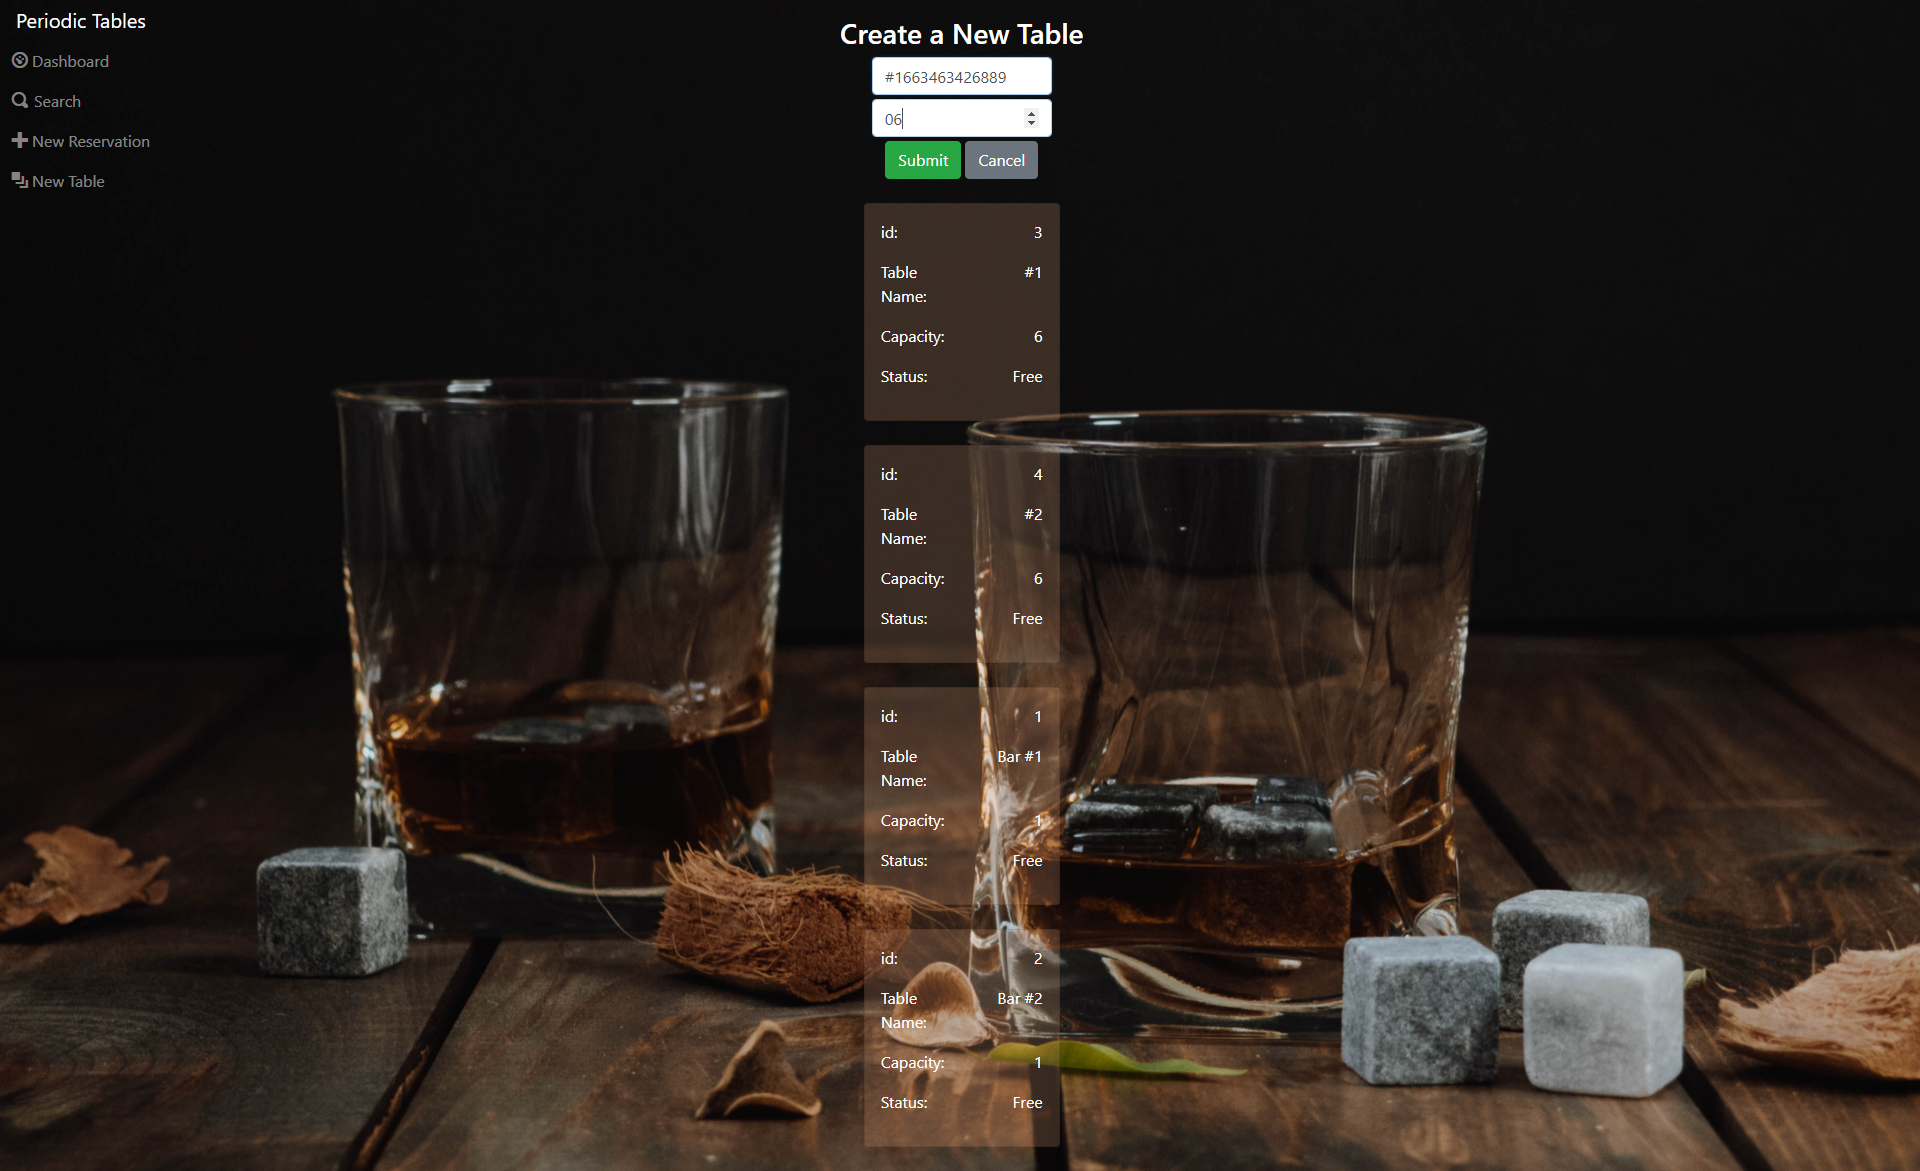 Periodic Tables
Dashboard
Search
New Reservation
New Table
Create a New Table
#1663463426889
06
Submit Cancel
id: 3
Table Name: #1
Capacity: 6
Status: Free
id: 4
Table Name: #2
Capacity: 6
Status: Free
id: 1
Table Name: Bar #1
Capacity: 1
Status: Free
id: 2
Table Name: Bar #2
Capacity: 1
Status: Free